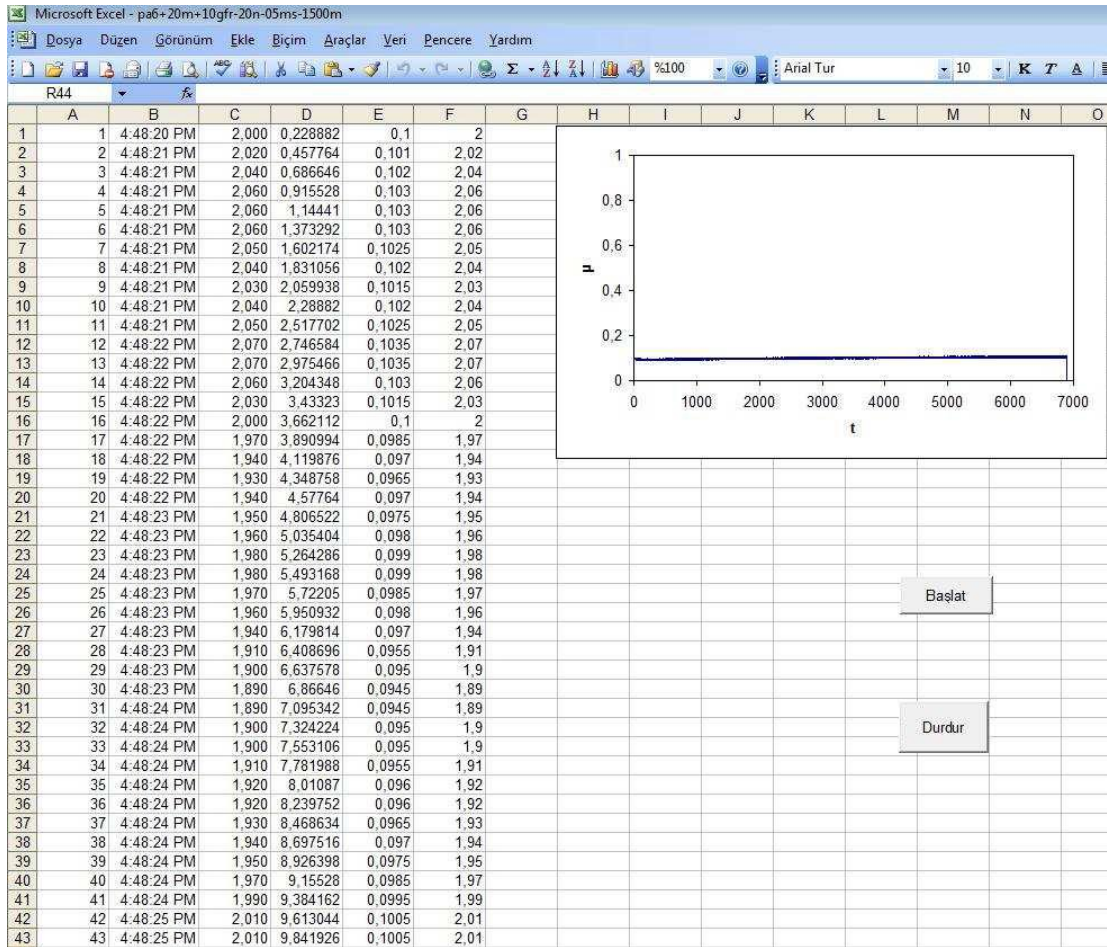 Microsoft Excel - pa6+20m+10gfr-20n-05ms-1500m
Dosya Düzen Görünüm Ekle Biçim Araçlar Veri Pencere Yardım
%100 Arial Tur 10 K T A
R44 fx
A B C D E F G H I J K L M N O
1 1 4:48:20 PM 2,000 0,228882 0,1 2
2 2 4:48:21 PM 2,020 0,457764 0,101 2,02
3 3 4:48:21 PM 2,040 0,686646 0,102 2,04
4 4 4:48:21 PM 2,060 0,915528 0,103 2,06
5 5 4:48:21 PM 2,060 1,14441 0,103 2,06
6 6 4:48:21 PM 2,060 1,373292 0,103 2,06
7 7 4:48:21 PM 2,050 1,602174 0,1025 2,05
8 8 4:48:21 PM 2,040 1,831056 0,102 2,04
9 9 4:48:21 PM 2,030 2,059938 0,1015 2,03
10 10 4:48:21 PM 2,040 2,28882 0,102 2,04
11 11 4:48:21 PM 2,050 2,517702 0,1025 2,05
12 12 4:48:22 PM 2,070 2,746584 0,1035 2,07
13 13 4:48:22 PM 2,070 2,975466 0,1035 2,07
14 14 4:48:22 PM 2,060 3,204348 0,103 2,06
15 15 4:48:22 PM 2,030 3,43323 0,1015 2,03
16 16 4:48:22 PM 2,000 3,662112 0,1 2
17 17 4:48:22 PM 1,970 3,890994 0,0985 1,97
18 18 4:48:22 PM 1,940 4,119876 0,097 1,94
19 19 4:48:22 PM 1,930 4,348758 0,0965 1,93
20 20 4:48:22 PM 1,940 4,57764 0,097 1,94
21 21 4:48:23 PM 1,950 4,806522 0,0975 1,95
22 22 4:48:23 PM 1,960 5,035404 0,098 1,96
23 23 4:48:23 PM 1,980 5,264286 0,099 1,98
24 24 4:48:23 PM 1,980 5,493168 0,099 1,98
25 25 4:48:23 PM 1,970 5,72205 0,0985 1,97
26 26 4:48:23 PM 1,960 5,950932 0,098 1,96
27 27 4:48:23 PM 1,940 6,179814 0,097 1,94
28 28 4:48:23 PM 1,910 6,408696 0,0955 1,91
29 29 4:48:23 PM 1,900 6,637578 0,095 1,9
30 30 4:48:23 PM 1,890 6,86646 0,0945 1,89
31 31 4:48:24 PM 1,890 7,095342 0,0945 1,89
32 32 4:48:24 PM 1,900 7,324224 0,095 1,9
33 33 4:48:24 PM 1,900 7,553106 0,095 1,9
34 34 4:48:24 PM 1,910 7,781988 0,0955 1,91
35 35 4:48:24 PM 1,920 8,01087 0,096 1,92
36 36 4:48:24 PM 1,920 8,239752 0,096 1,92
37 37 4:48:24 PM 1,930 8,468634 0,0965 1,93
38 38 4:48:24 PM 1,940 8,697516 0,097 1,94
39 39 4:48:24 PM 1,950 8,926398 0,0975 1,95
40 40 4:48:24 PM 1,970 9,15528 0,0985 1,97
41 41 4:48:24 PM 1,990 9,384162 0,0995 1,99
42 42 4:48:25 PM 2,010 9,613044 0,1005 2,01
43 43 4:48:25 PM 2,010 9,841926 0,1005 2,01
1
0,8
0,6
µ
0,4
0,2
0
0 1000 2000 3000 4000 5000 6000 7000
t
Başlat
Durdur